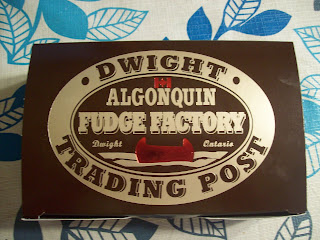 DWIGHT
ALGONQUIN
FUDGE FACTORY
Dwight Ontario
TRADING POST